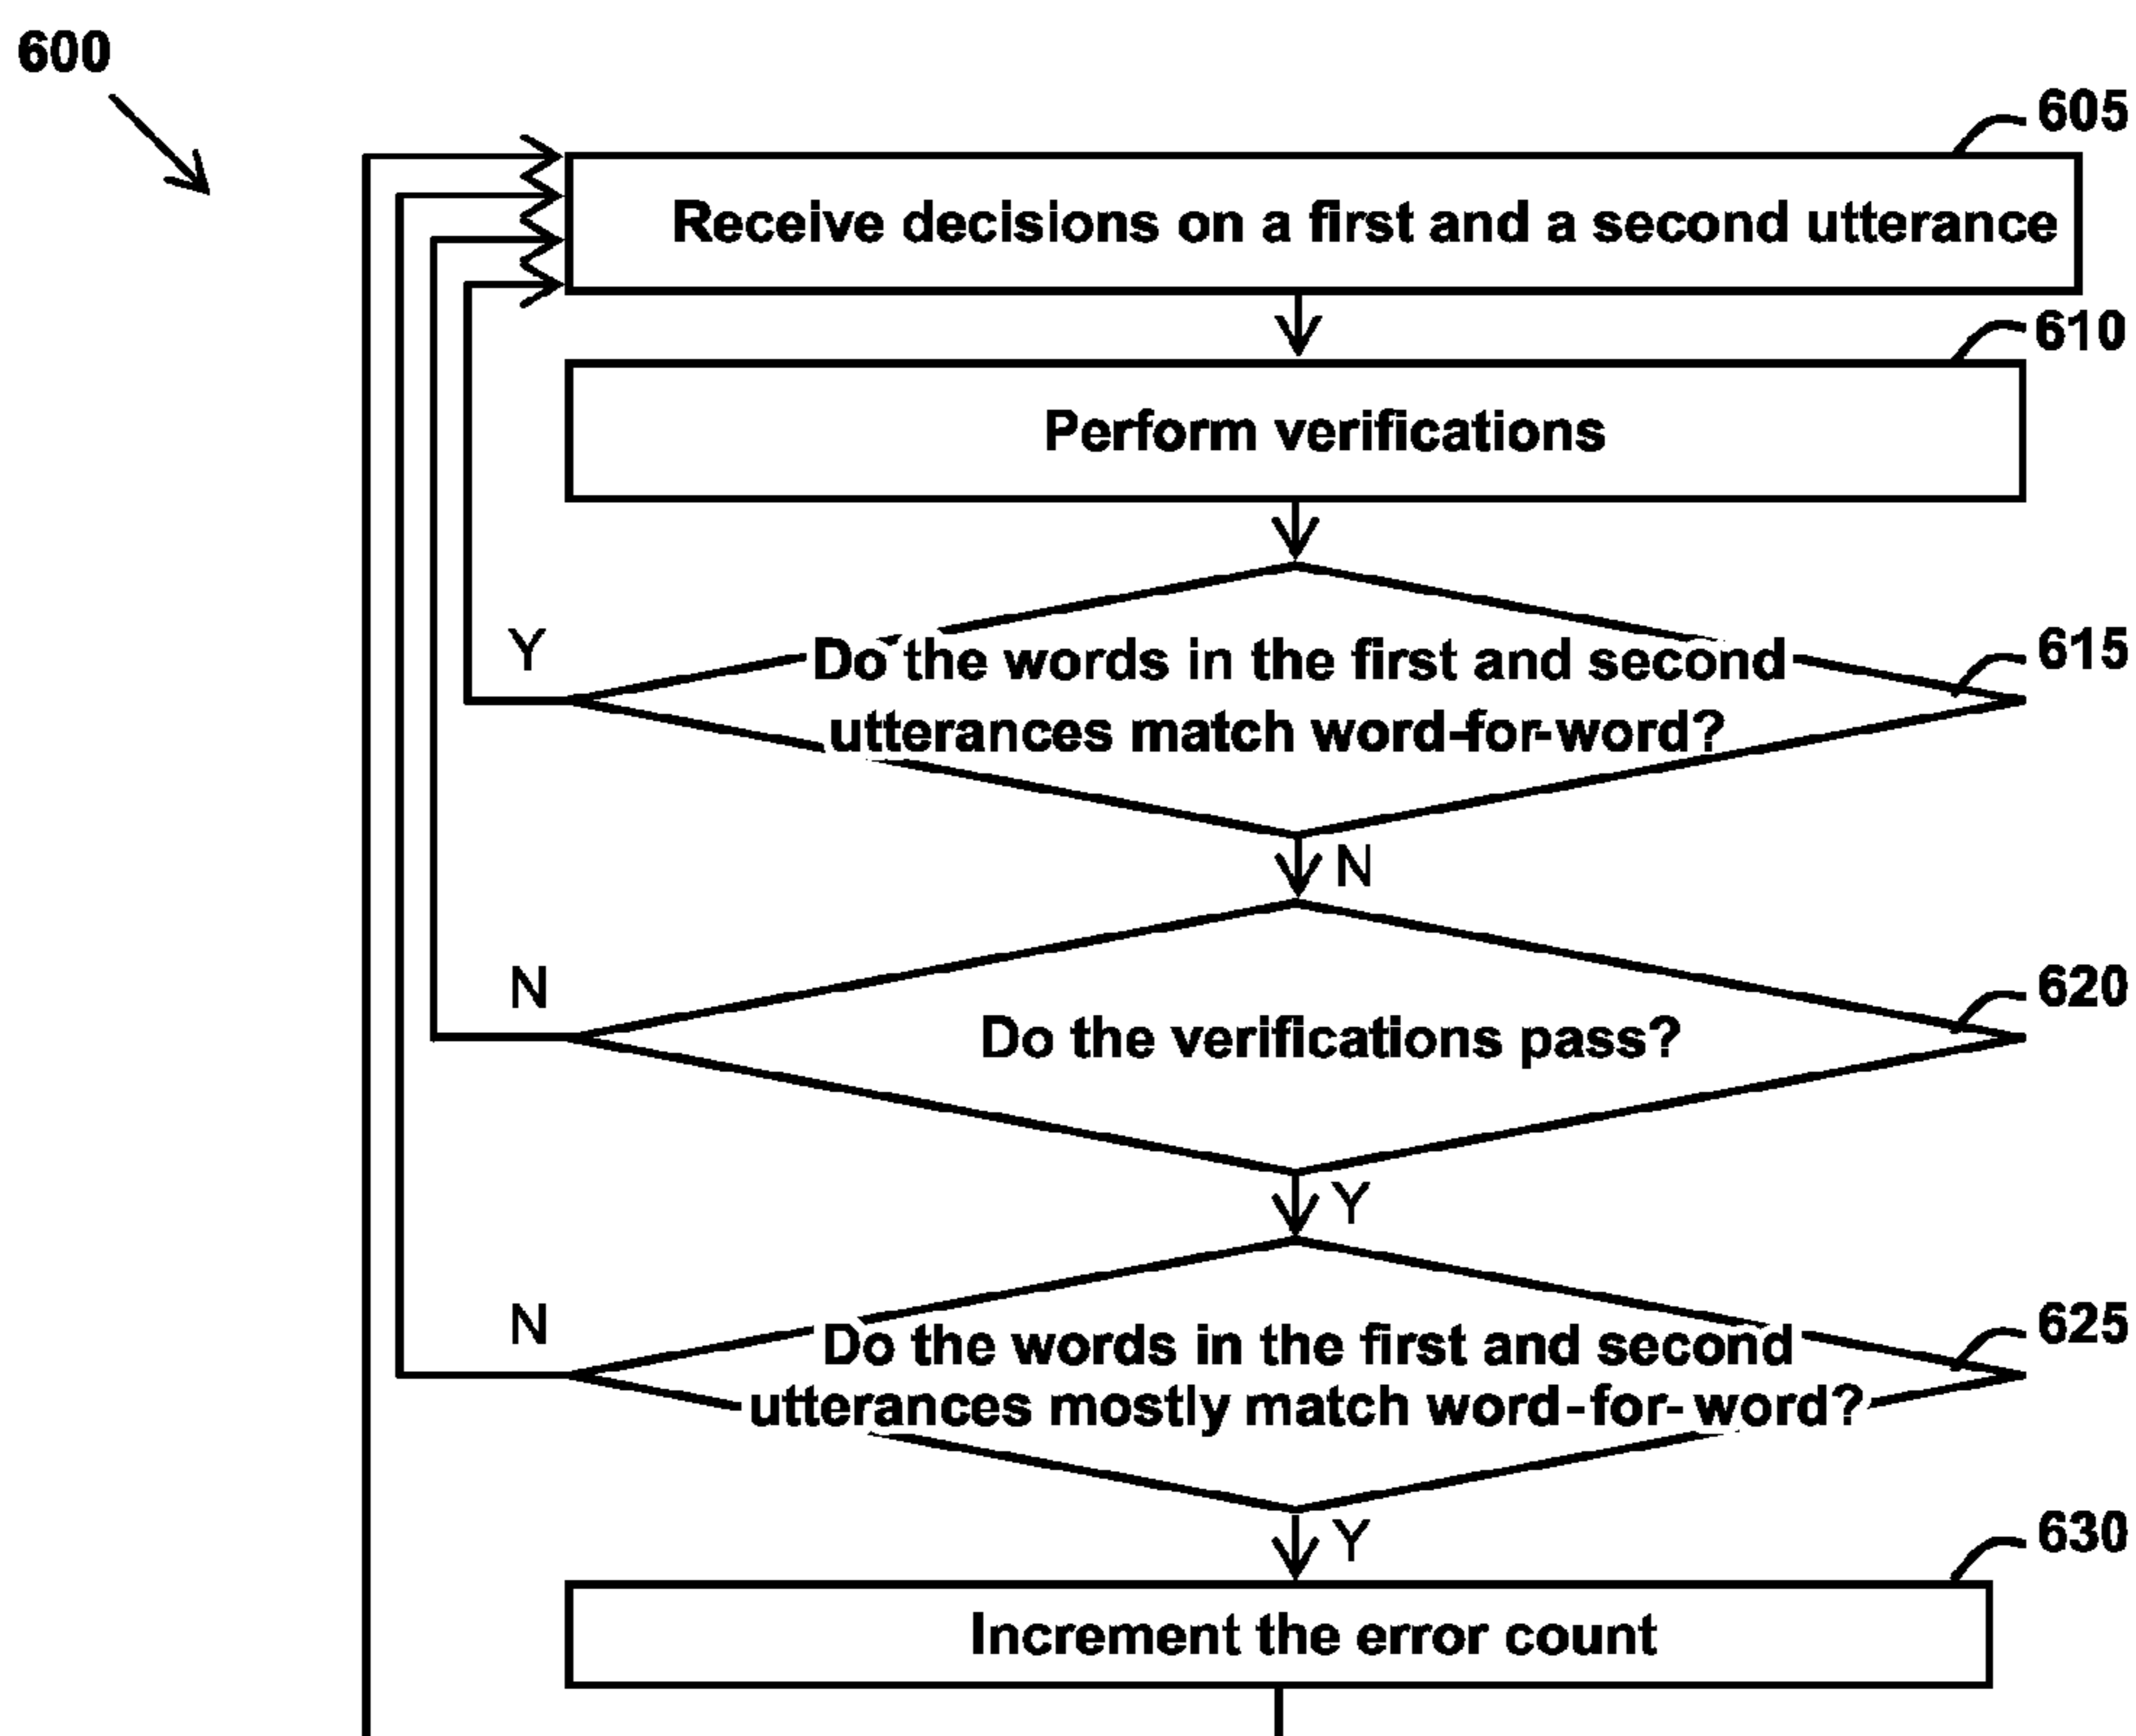 600
605
Receive decisions on a first and a second utterance
610
Perform verifications
615
Y
Do the words in the first and second
utterances match word-for-word?
N
620
N
Do the verifications pass?
Y
625
N
Do the words in the first and second
utterances mostly match word-for-word?
Y
630
Increment the error count